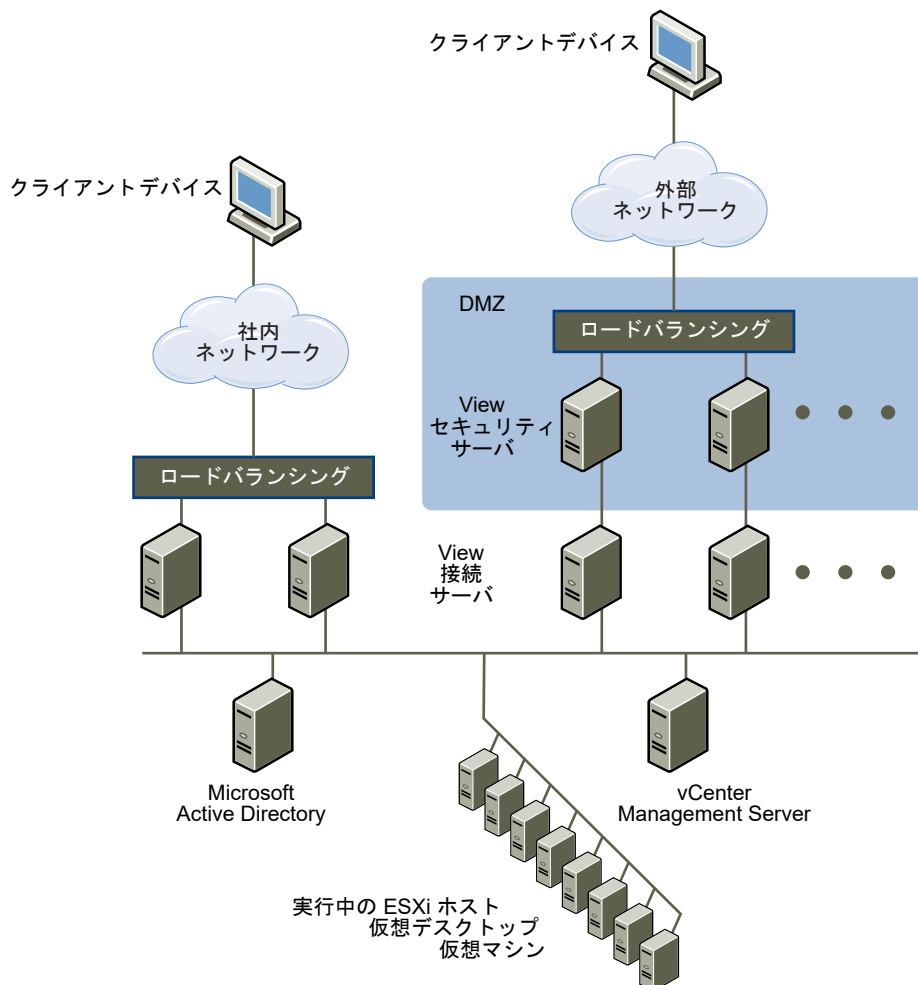 クライアントデバイス
クライアントデバイス
外部
ネットワーク
社内
ネットワーク
DMZ
ロードバランシング
View
セキュリティ
サーバ
ロードバランシング
View
接続
サーバ
Microsoft
Active Directory
vCenter
Management Server
実行中の ESXi ホスト
仮想デスクトップ
仮想マシン